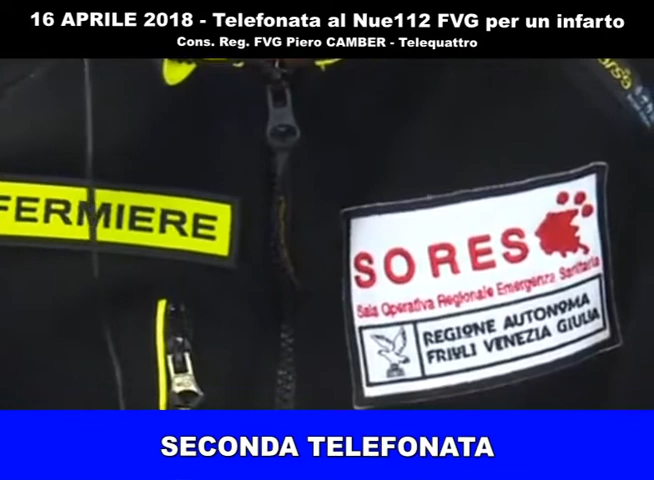 16 APRILE 2018 - Telefonata al Nue112 FVG per un infarto
Cons. Reg. FVG Piero CAMBER - Telequattro
FERMIERE
SORES
Sala Operativa Regionale Emergenza Sanitaria
REGIONE AUTONOMA
FRIULI VENEZIA GIULIA
SECONDA TELEFONATA